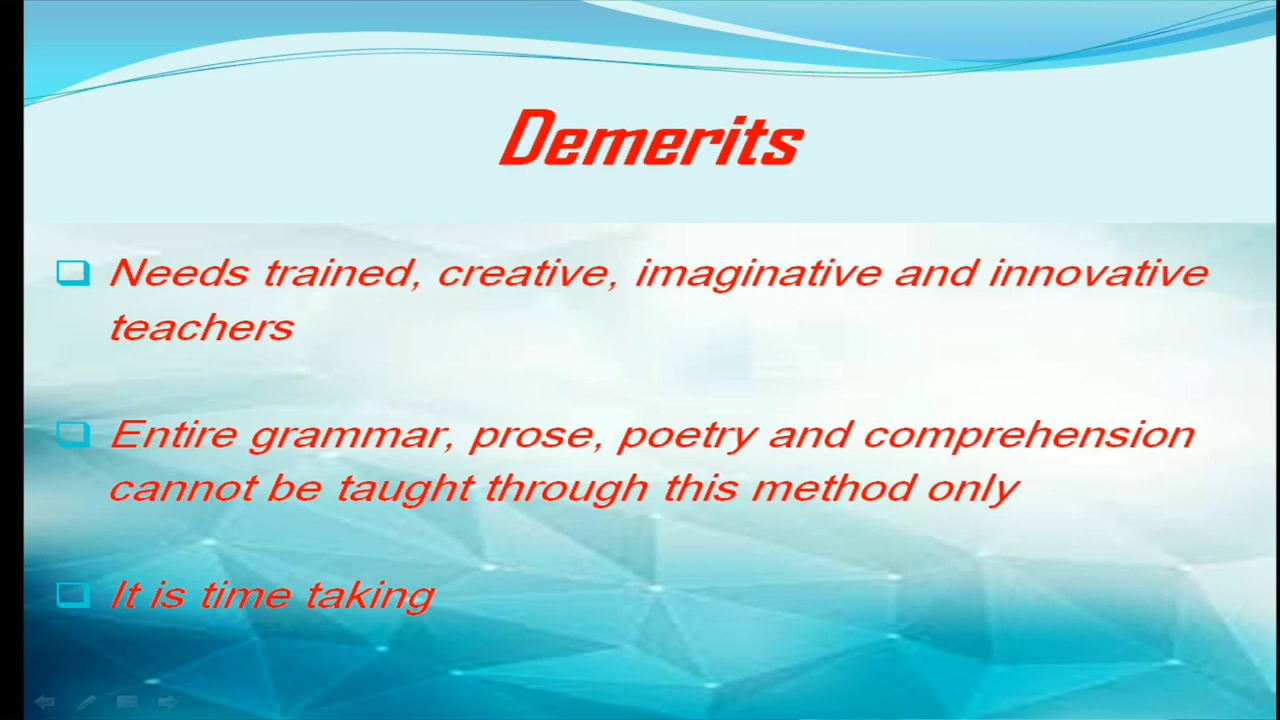 Demerits
Needs trained, creative, imaginative and innovative
teachers
Entire grammar, prose, poetry and comprehension
cannot be taught through this method only
It is time taking